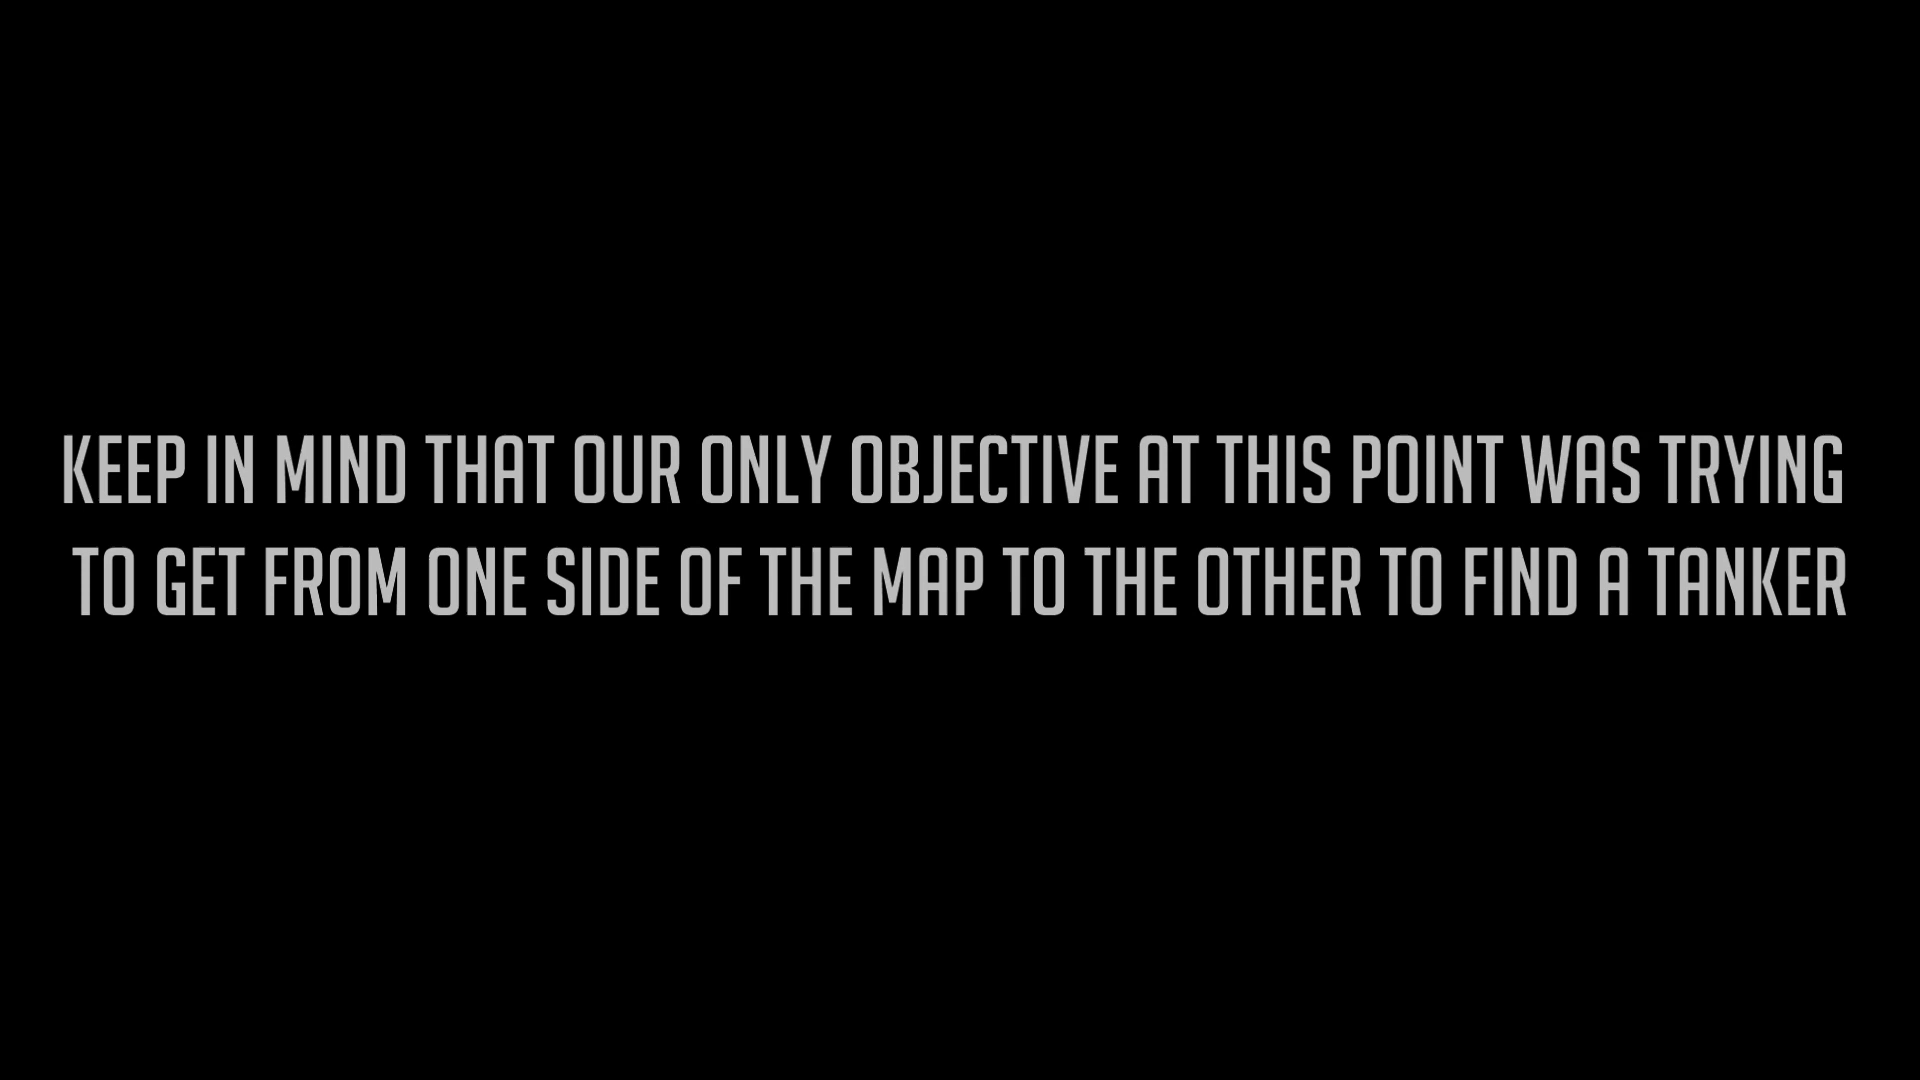 KEEP IN MIND THAT OUR ONLY OBJECTIVE AT THIS POINT WAS TRYING
TO GET FROM ONE SIDE OF THE MAP TO THE OTHER TO FIND A TANKER